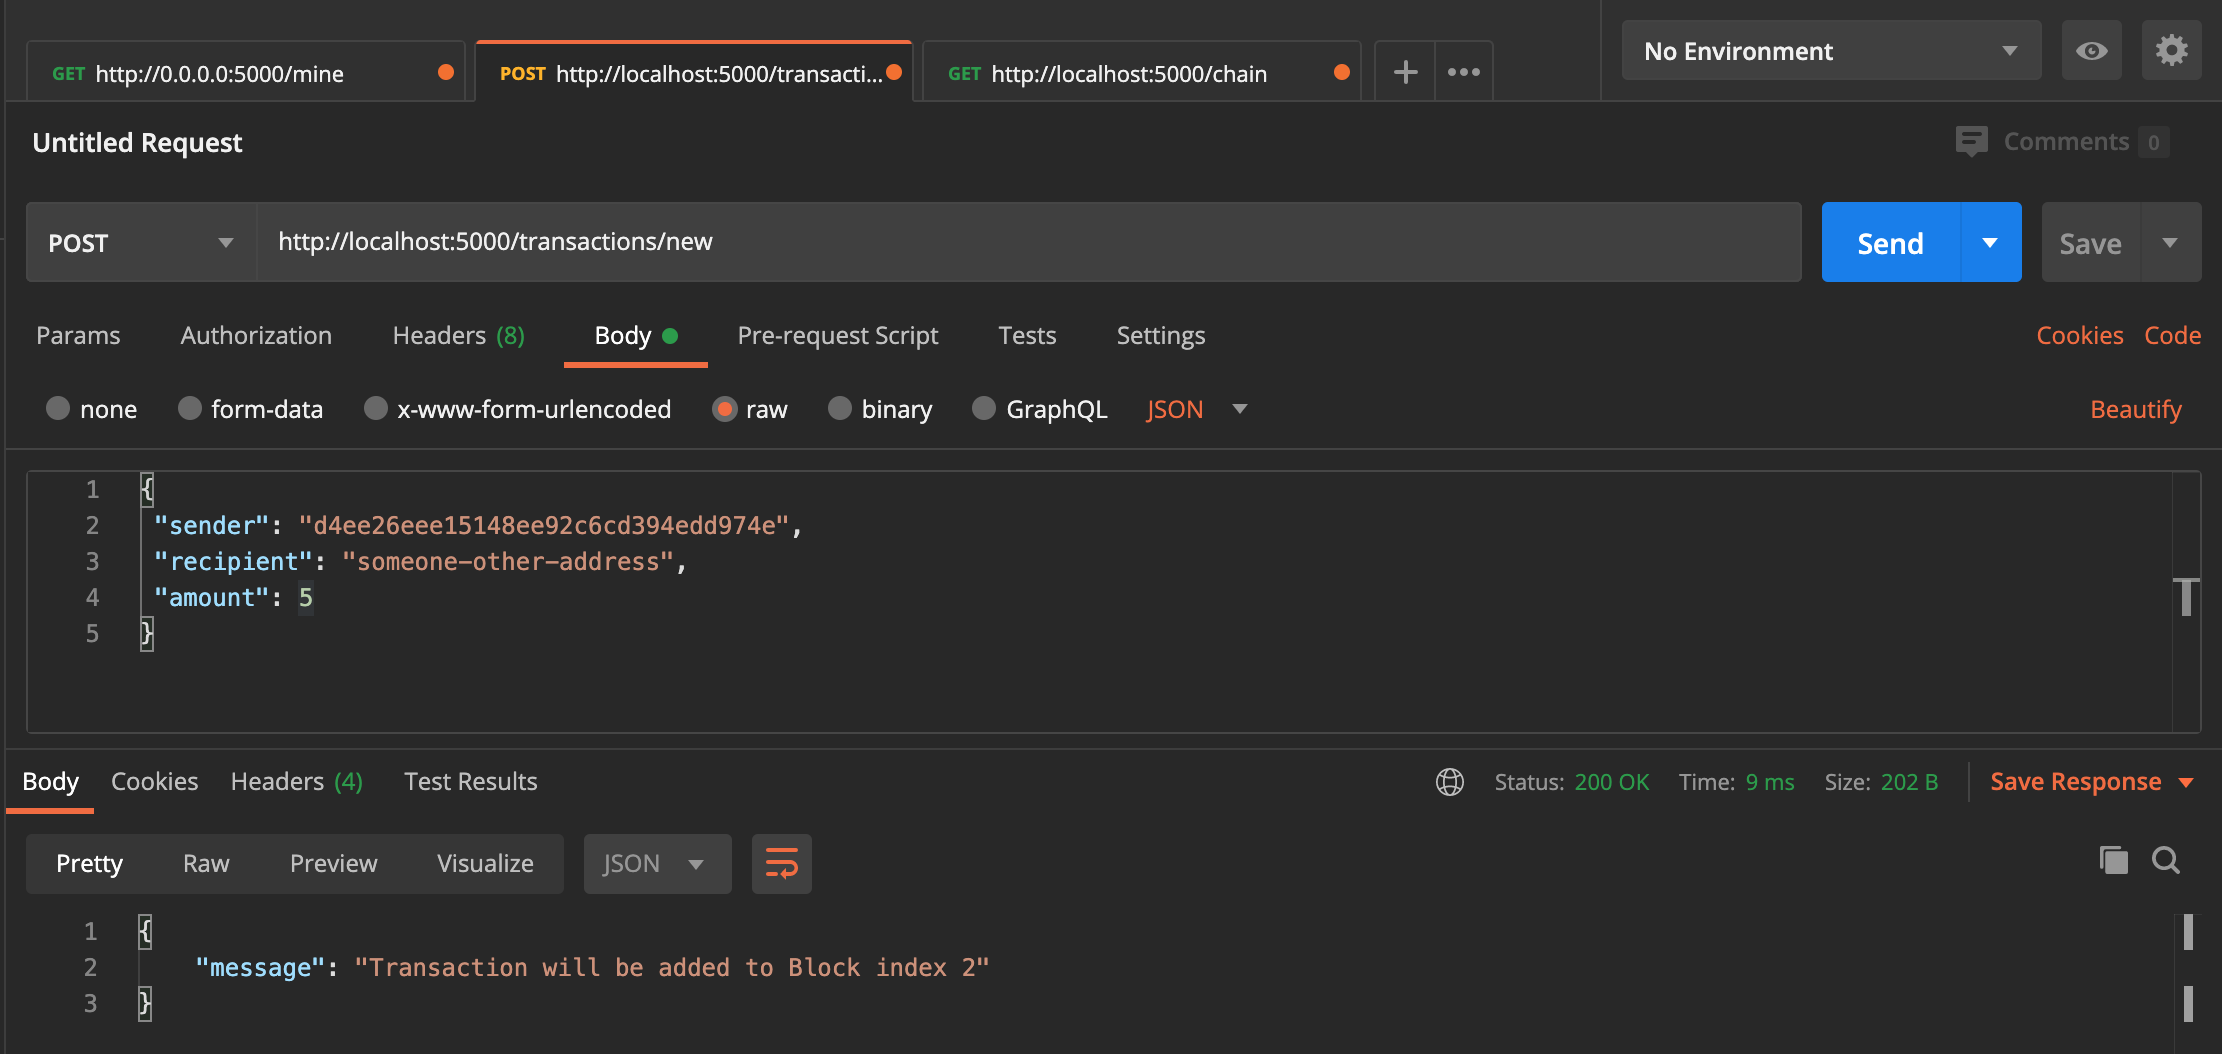 GET http://0.0.0.0:5000/mine
POST http://localhost:5000/transacti...
GET http://localhost:5000/chain
No Environment
Untitled Request
Comments 0
POST http://localhost:5000/transactions/new
Send
Save
Params Authorization Headers (8) Body Pre-request Script Tests Settings Cookies Code
none form-data x-www-form-urlencoded raw binary GraphQL JSON Beautify
1 {
2 "sender": "d4ee26eee15148ee92c6cd394edd974e",
3 "recipient": "someone-other-address",
4 "amount": 5
5 }
Body Cookies Headers (4) Test Results Status: 200 OK Time: 9 ms Size: 202 B Save Response
Pretty Raw Preview Visualize JSON
1 {
2 "message": "Transaction will be added to Block index 2"
3 }